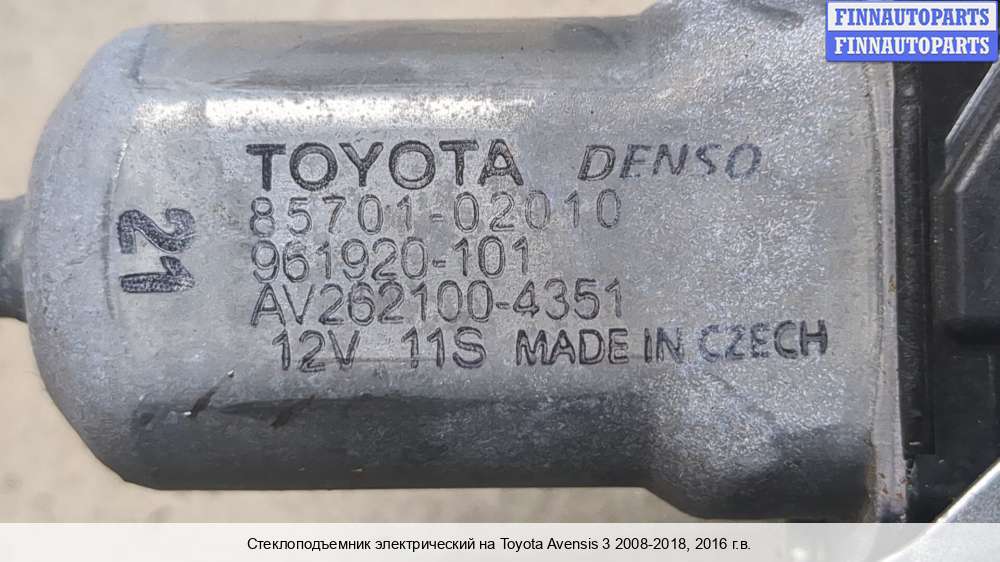 FINNAUTOPARTS
FINNAUTOPARTS
TOYOTA DENSO
85701-02010
961920-101
AV262100-4351
12V 11S MADE IN CZECH
21
Стеклоподъемник электрический на Toyota Avensis 3 2008-2018, 2016 г.в.